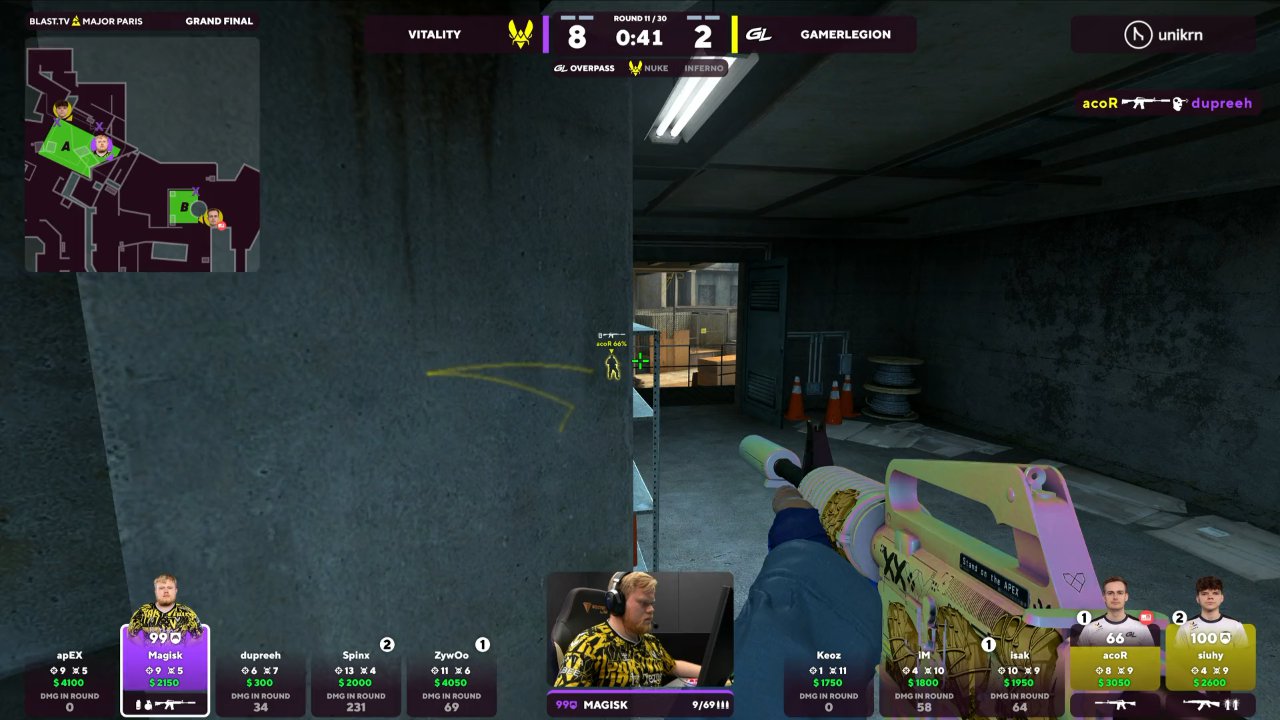 BLAST.TV MAJOR PARIS GRAND FINAL
VITALITY 8 ROUND 11 / 30 0:41 2 GL GAMERLEGION
unikrn
GL OVERPASS NUKE INFERNO
acoR dupreeh
A
B
B
acoR 66%
Stand on the APEX
XX
99
66
100
1
2
apEX
9 5
$4100
DMG IN ROUND
0
Magisk
9 5
$2150
dupreeh
6 7
$300
DMG IN ROUND
34
2
Spinx
13 4
$2000
DMG IN ROUND
231
1
ZywOo
11 6
$4050
DMG IN ROUND
69
99 MAGISK 9/69
Keoz
1 11
$1750
DMG IN ROUND
0
iM
4 10
$1800
DMG IN ROUND
58
1
isak
10 9
$1950
DMG IN ROUND
64
acoR
8 9
$3050
siuhy
4 9
$2600